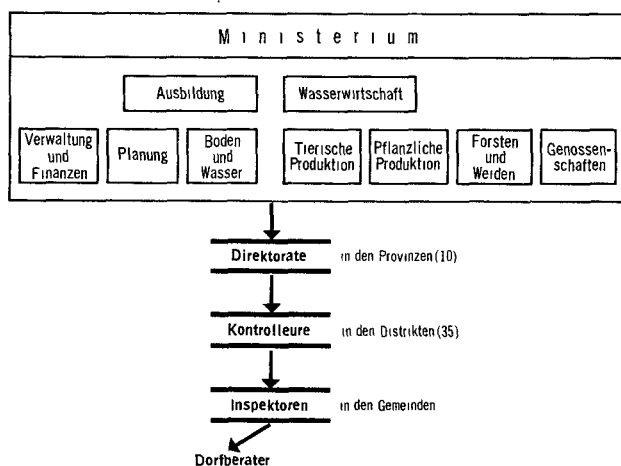 Ministerium
Ausbildung
Wasserwirtschaft
Verwaltung
und
Finanzen
Planung
Boden
und
Wasser
Tierische
Produktion
Pflanzliche
Produktion
Forsten
und
Weiden
Genossen-
schaften
Direktorate in den Provinzen (10)
Kontrolleure in den Distrikten (35)
Inspektoren in den Gemeinden
Dorfberater